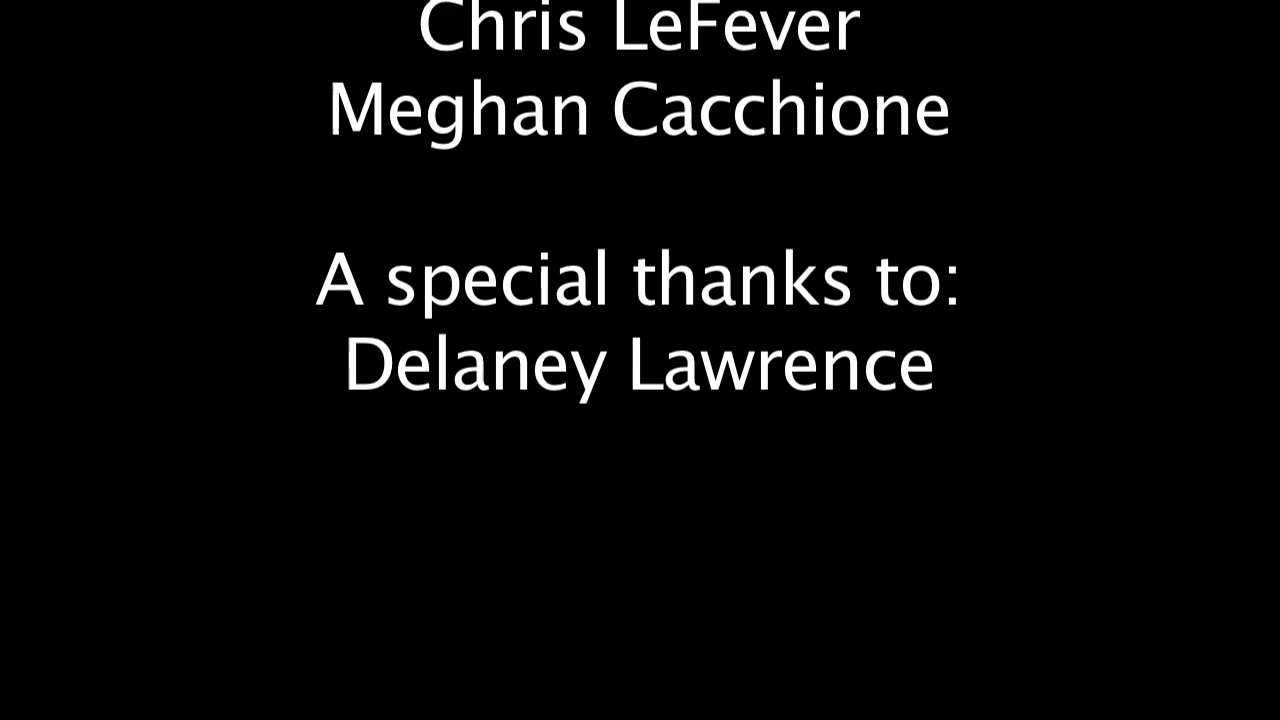 Chris LeFever
Meghan Cacchione
A special thanks to:
Delaney Lawrence